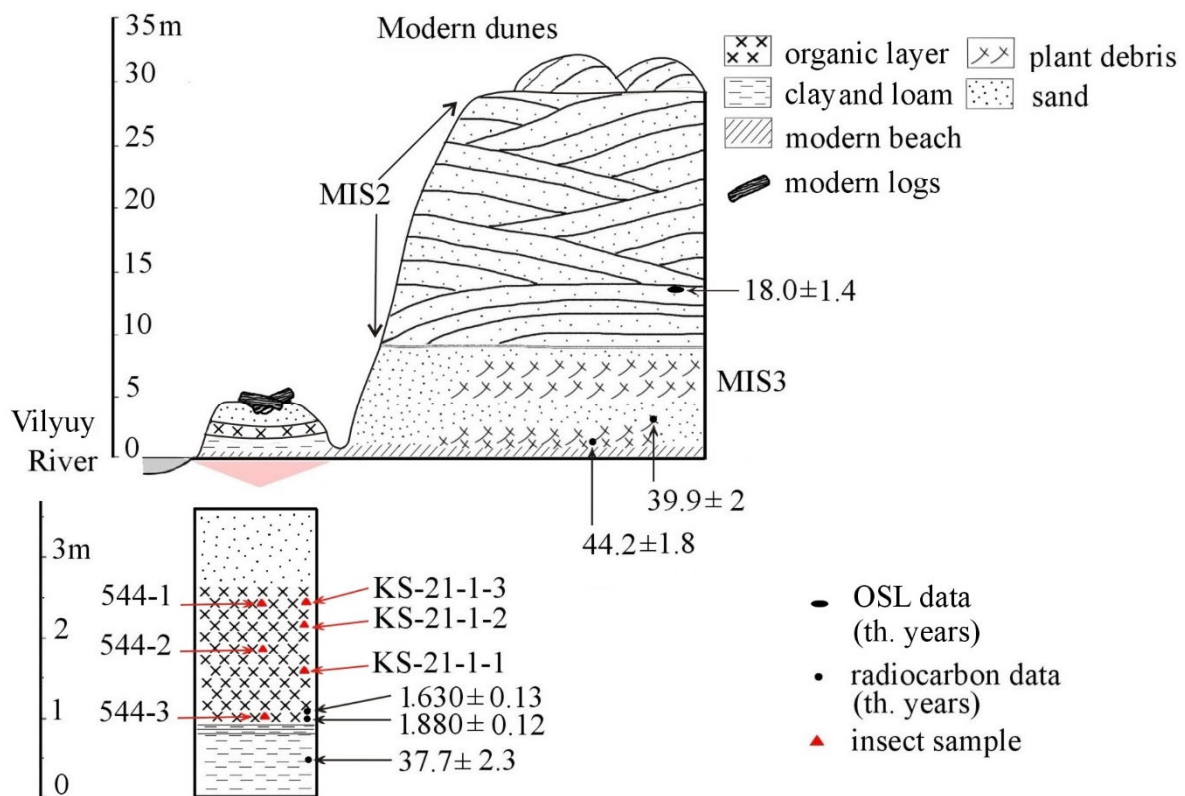 35m
30
25
20
15
10
5
0
Modern dunes
organic layer
plant debris
clay and loam
sand
modern beach
modern logs
MIS2
18.0±1.4
MIS3
Vilyuy
River
39.9± 2
44.2±1.8
3m
2
1
0
544-1
544-2
544-3
KS-21-1-3
KS-21-1-2
KS-21-1-1
1.630± 0.13
1.880± 0.12
37.7± 2.3
OSL data
(th. years)
radiocarbon data
(th. years)
insect sample